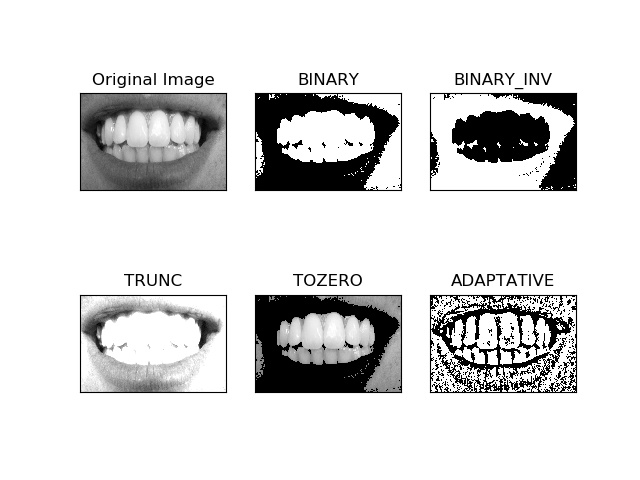 Original Image
BINARY
BINARY_INV
TRUNC
TOZERO
ADAPTATIVE